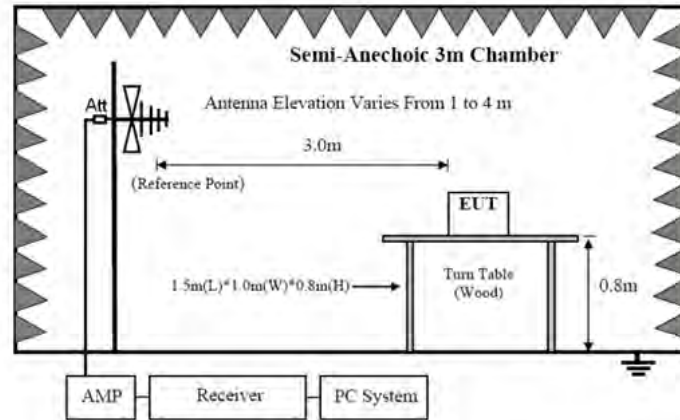 Semi-Anechoic 3m Chamber
Att
Antenna Elevation Varies From 1 to 4 m
3.0m
(Reference Point)
EUT
1.5m(L)*1.0m(W)*0.8m(H)
Turn Table
(Wood)
0.8m
AMP
Receiver
PC System